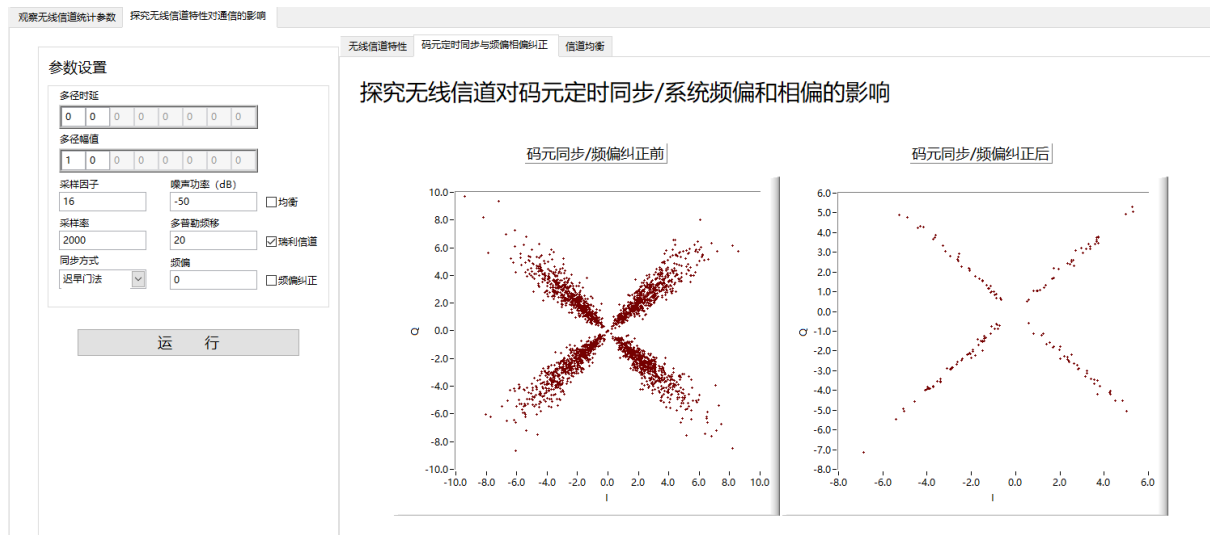 观察无线信道统计参数 探究无线信道特性对通信的影响
无线信道特性 码元定时同步与频偏相偏纠正 信道均衡
参数设置
多径时延
0 0 0 0 0 0 0 0
多径幅值
1 0 0 0 0 0 0 0
采样因子 噪声功率（dB）
16 -50 均衡
采样率 多普勒频移
2000 20 瑞利信道
同步方式 频偏
迟早门法 0 频偏纠正
运 行
探究无线信道对码元定时同步/系统频偏和相偏的影响
码元同步/频偏纠正前
10.0
8.0
6.0
4.0
2.0
0.0
-2.0
-4.0
-6.0
-8.0
-10.0
Q
-10.0 -8.0 -6.0 -4.0 -2.0 0.0 2.0 4.0 6.0 8.0 10.0
I
码元同步/频偏纠正后
6.0
5.0
4.0
3.0
2.0
1.0
0.0
-1.0
-2.0
-3.0
-4.0
-5.0
-6.0
-7.0
-8.0
Q
-8.0 -6.0 -4.0 -2.0 0.0 2.0 4.0 6.0
I